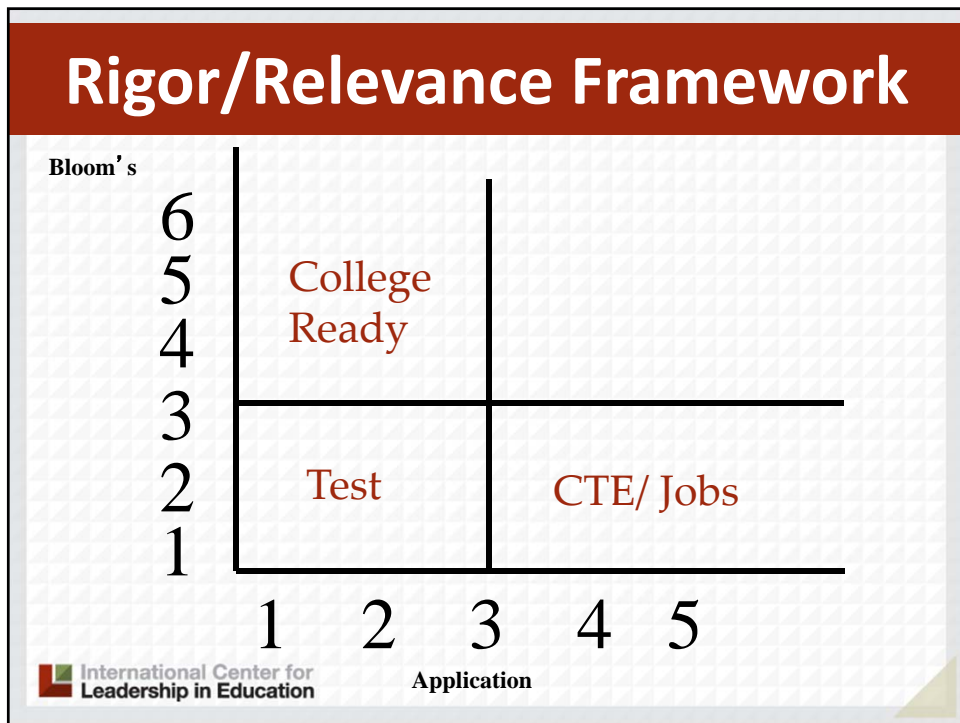 Rigor/Relevance Framework
Bloom's
6
5
4
3
2
1
College
Ready
Test
CTE/ Jobs
1 2 3 4 5
Application
International Center for
Leadership in Education